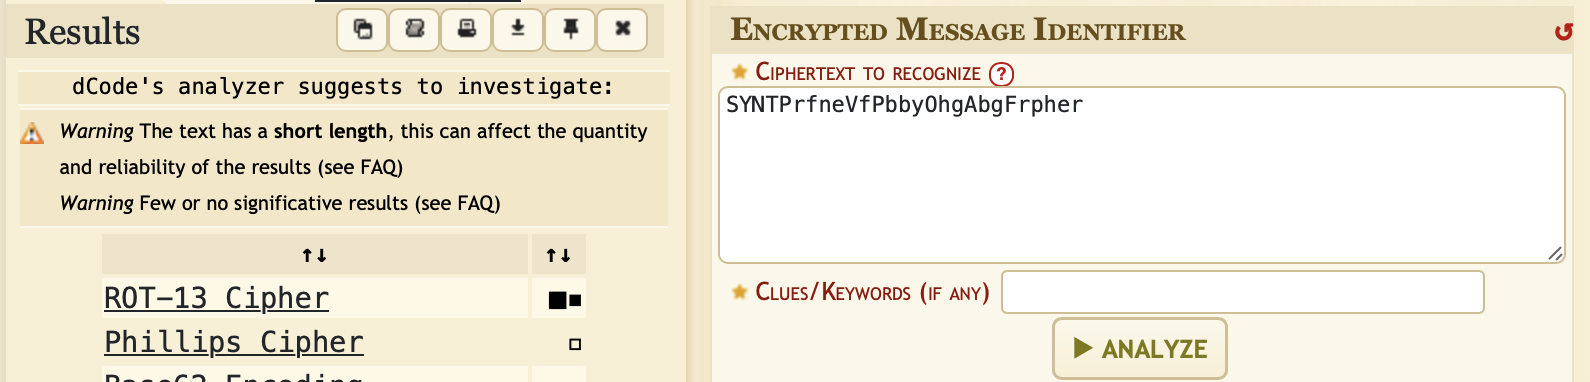 Results
dCode's analyzer suggests to investigate:
Warning The text has a short length, this can affect the quantity
and reliability of the results (see FAQ)
Warning Few or no significative results (see FAQ)
↑↓ ↑↓
ROT-13 Cipher ■▪
Phillips Cipher ▫
Base62 Encoding
Encrypted Message Identifier
Ciphertext to recognize ?
SYNTPrfneVfPbbyOhgAbgFrpher
Clues/Keywords (if any)
▶ ANALYZE